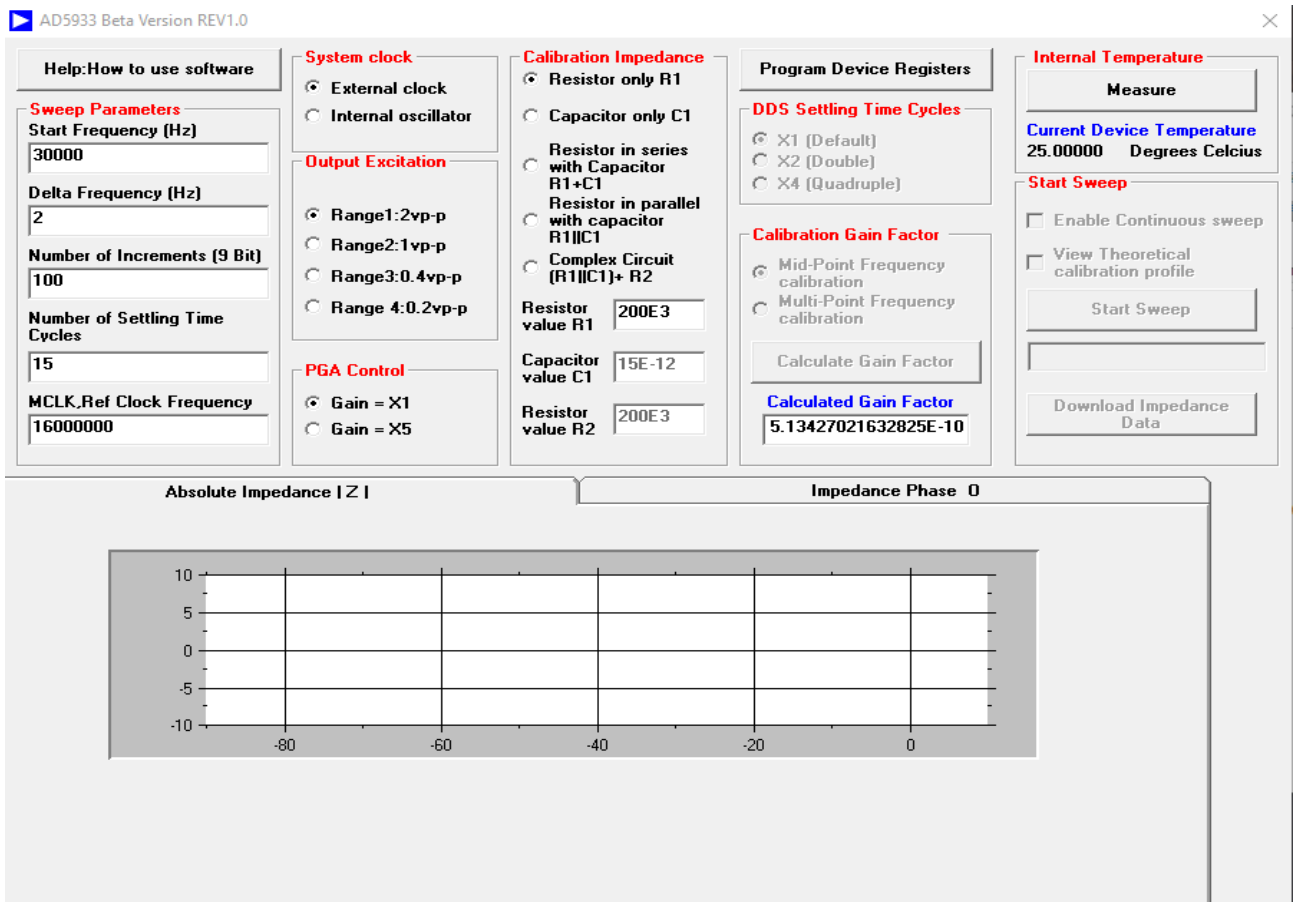 AD5933 Beta Version REV1.0
Help:How to use software
Sweep Parameters
Start Frequency (Hz)
30000
Delta Frequency (Hz)
2
Number of Increments (9 Bit)
100
Number of Settling Time
Cycles
15
MCLK,Ref Clock Frequency
16000000
System clock
External clock
Internal oscillator
Output Excitation
Range1:2vp-p
Range2:1vp-p
Range3:0.4vp-p
Range 4:0.2vp-p
PGA Control
Gain = X1
Gain = X5
Calibration Impedance
Resistor only R1
Capacitor only C1
Resistor in series
with Capacitor
R1+C1
Resistor in parallel
with capacitor
R1||C1
Complex Circuit
(R1||C1)+ R2
Resistor
value R1
200E3
Capacitor
value C1
15E-12
Resistor
value R2
200E3
Program Device Registers
DDS Settling Time Cycles
X1 (Default)
X2 (Double)
X4 (Quadruple)
Calibration Gain Factor
Mid-Point Frequency
calibration
Multi-Point Frequency
calibration
Calculate Gain Factor
Calculated Gain Factor
5.13427021632825E-10
Internal Temperature
Measure
Current Device Temperature
25.00000 Degrees Celcius
Start Sweep
Enable Continuous sweep
View Theoretical
calibration profile
Start Sweep
Download Impedance
Data
Absolute Impedance | Z |
Impedance Phase 0
10
5
0
-5
-10
-80 -60 -40 -20 0